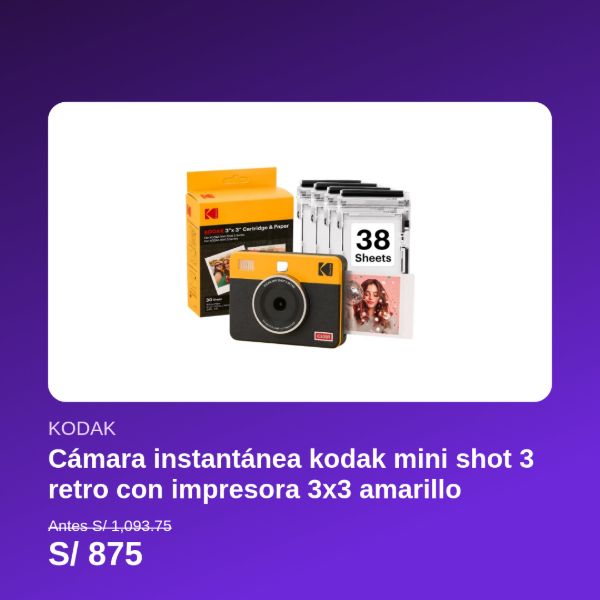 KODAK 3"x 3" Cartridge & Paper
38
Sheets
KODAK
Cámara instantánea kodak mini shot 3
retro con impresora 3x3 amarillo
Antes S/ 1,093.75
S/ 875